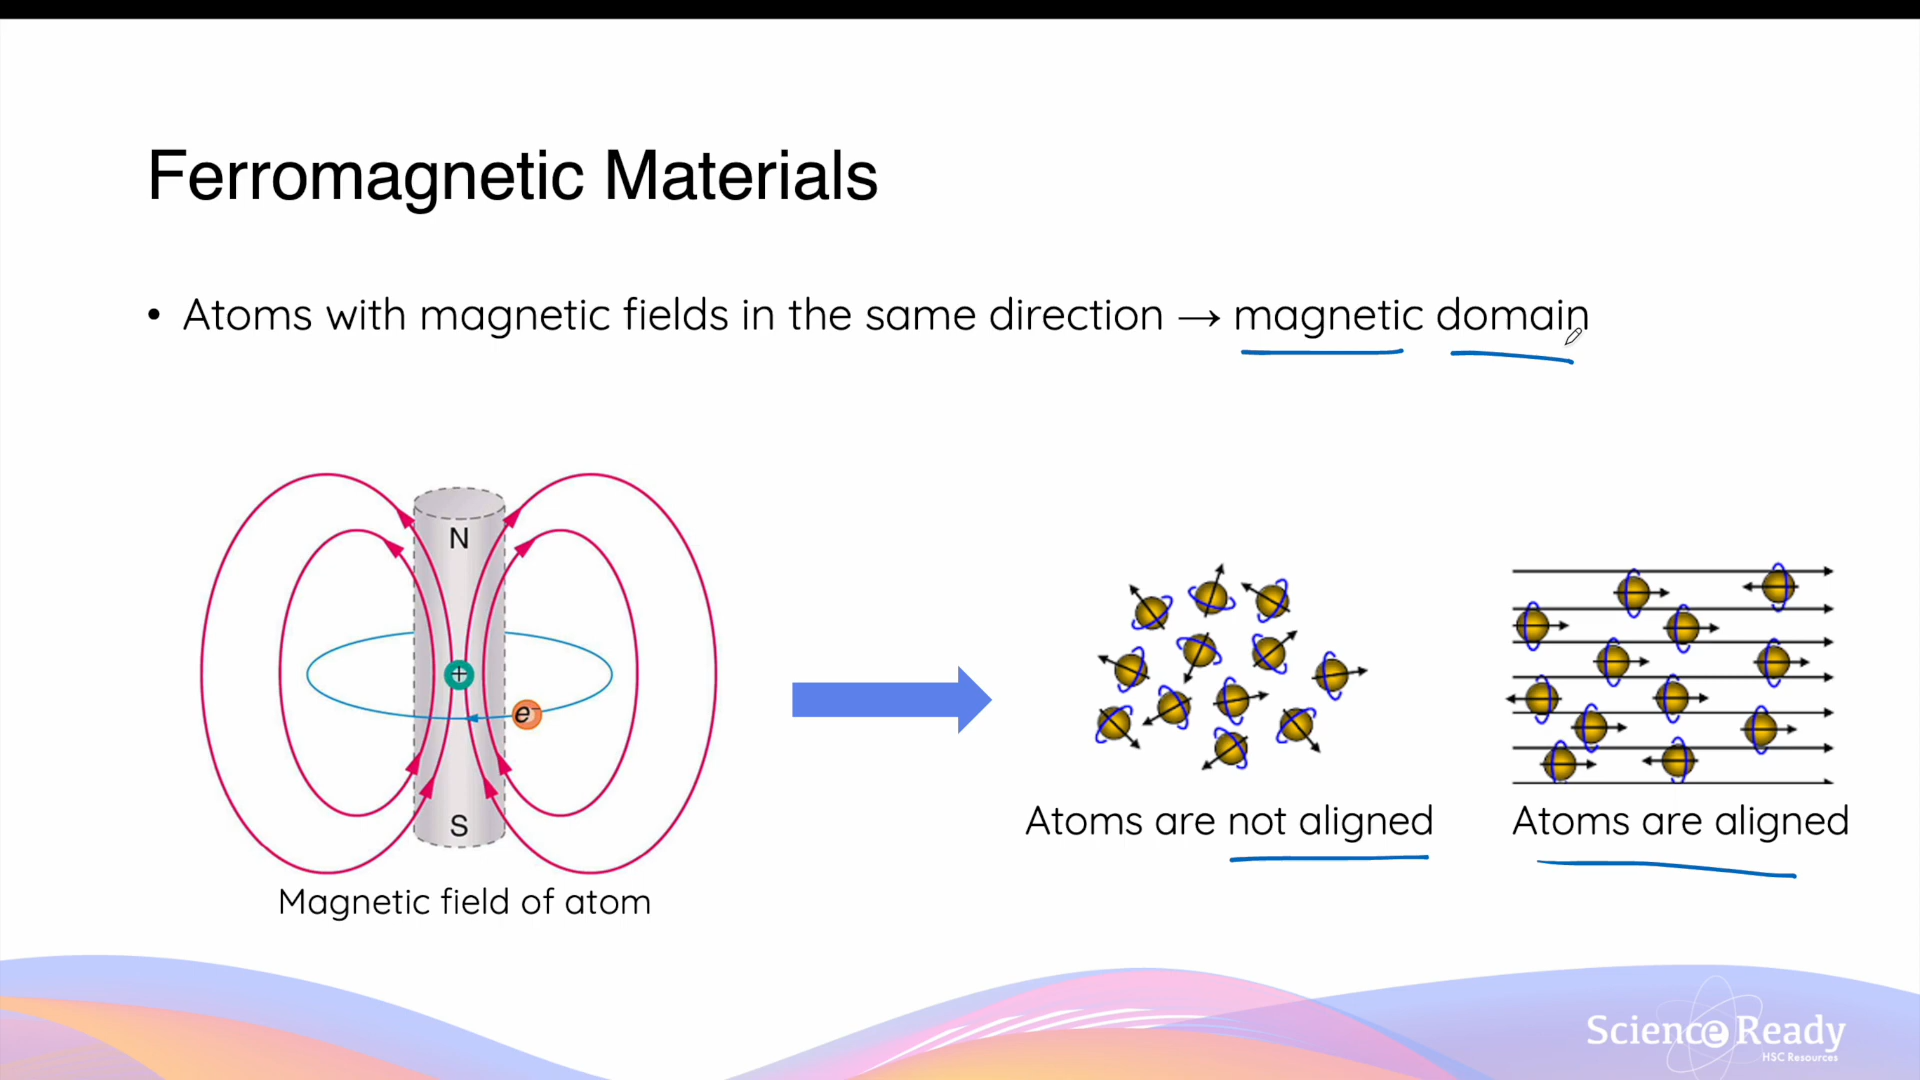 Ferromagnetic Materials
• Atoms with magnetic fields in the same direction → magnetic domain
N
+
e⁻
S
Magnetic field of atom
Atoms are not aligned
Atoms are aligned
Science Ready
HSC Resources